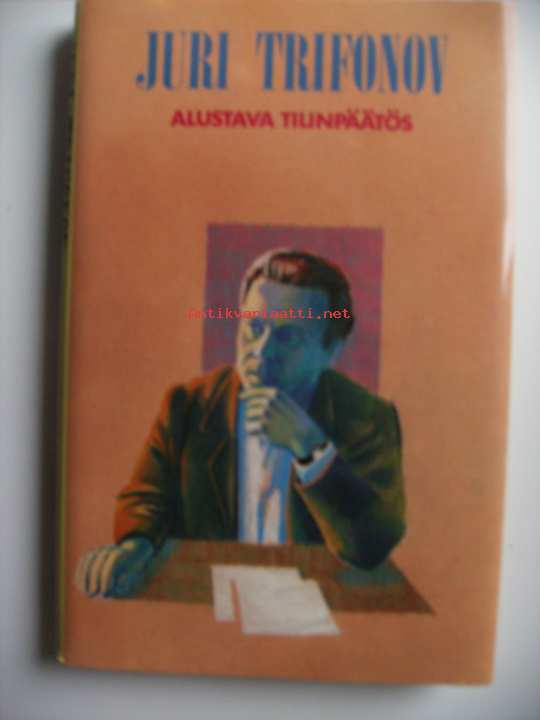 JURI TRIFONOV
ALUSTAVA TILINPÄÄTÖS
antikvariaatti.net